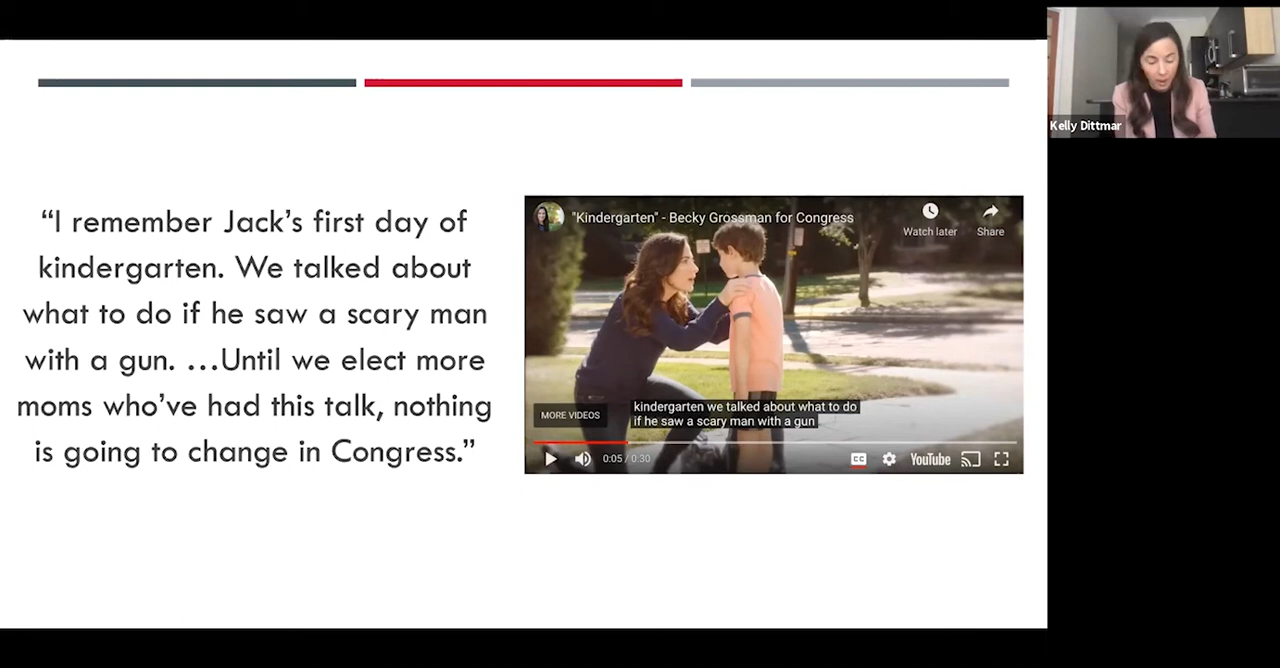 “I remember Jack’s first day of
kindergarten. We talked about
what to do if he saw a scary man
with a gun. …Until we elect more
moms who’ve had this talk, nothing
is going to change in Congress.”
"Kindergarten" - Becky Grossman for Congress
Watch later
Share
MORE VIDEOS
kindergarten we talked about what to do
if he saw a scary man with a gun
0:05 / 0:30
CC
YouTube
Kelly Dittmar